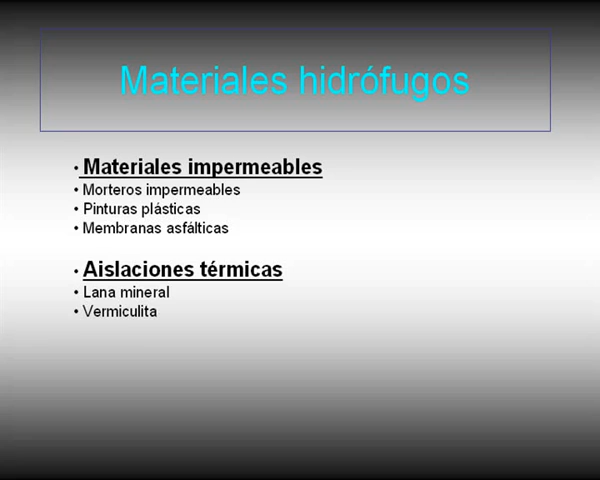 Materiales hidrófugos
• Materiales impermeables
• Morteros impermeables
• Pinturas plásticas
• Membranas asfálticas
• Aislaciones térmicas
• Lana mineral
• Vermiculita